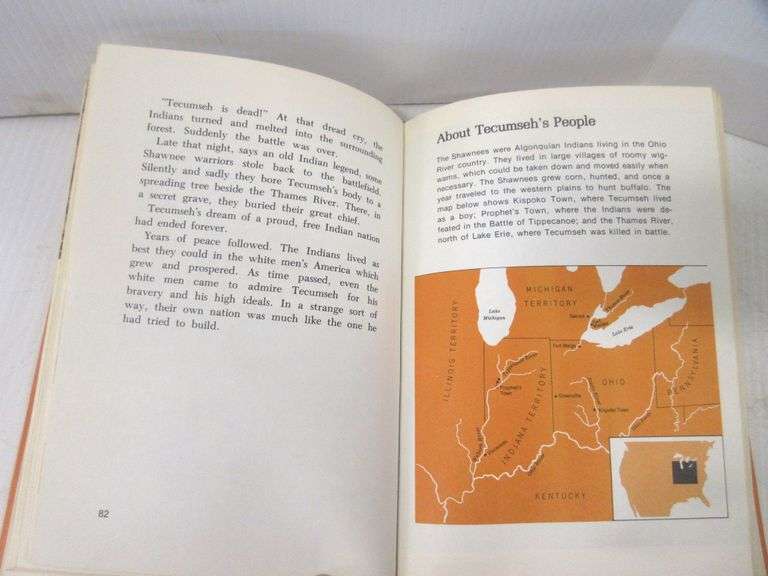 "Tecumseh is dead!" At that dread cry, the
Indians turned and melted into the surrounding
forest. Suddenly the battle was over.
Late that night, says an old Indian legend, some
Shawnee warriors stole back to the battlefield.
Silently and sadly they bore Tecumseh's body to a
spreading tree beside the Thames River. There, in
a secret grave, they buried their great chief.
Tecumseh's dream of a proud, free Indian nation
had ended forever.
Years of peace followed. The Indians lived as
best they could in the white men's America which
grew and prospered. As time passed, even the
white men came to admire Tecumseh for his
bravery and his high ideals. In a strange sort of
way, their own nation was much like the one he
had tried to build.
82
About Tecumseh's People
The Shawnees were Algonquian Indians living in the Ohio
River country. They lived in large villages of roomy wig-
wams, which could be taken down and moved easily when
necessary. The Shawnees grew corn, hunted, and once a
year traveled to the western plains to hunt buffalo. The
map below shows Kispoko Town, where Tecumseh lived
as a boy; Prophet's Town, where the Indians were de-
feated in the Battle of Tippecanoe; and the Thames River,
north of Lake Erie, where Tecumseh was killed in battle.
MICHIGAN
TERRITORY
Lake
Michigan
Thames River
Detroit
Lake Erie
ILLINOIS TERRITORY
Tippecanoe River
Prophet's
Town
INDIANA TERRITORY
OHIO
Greenville
Kispoko Town
PENNSYLVANIA
Vincennes
Ohio River
KENTUCKY